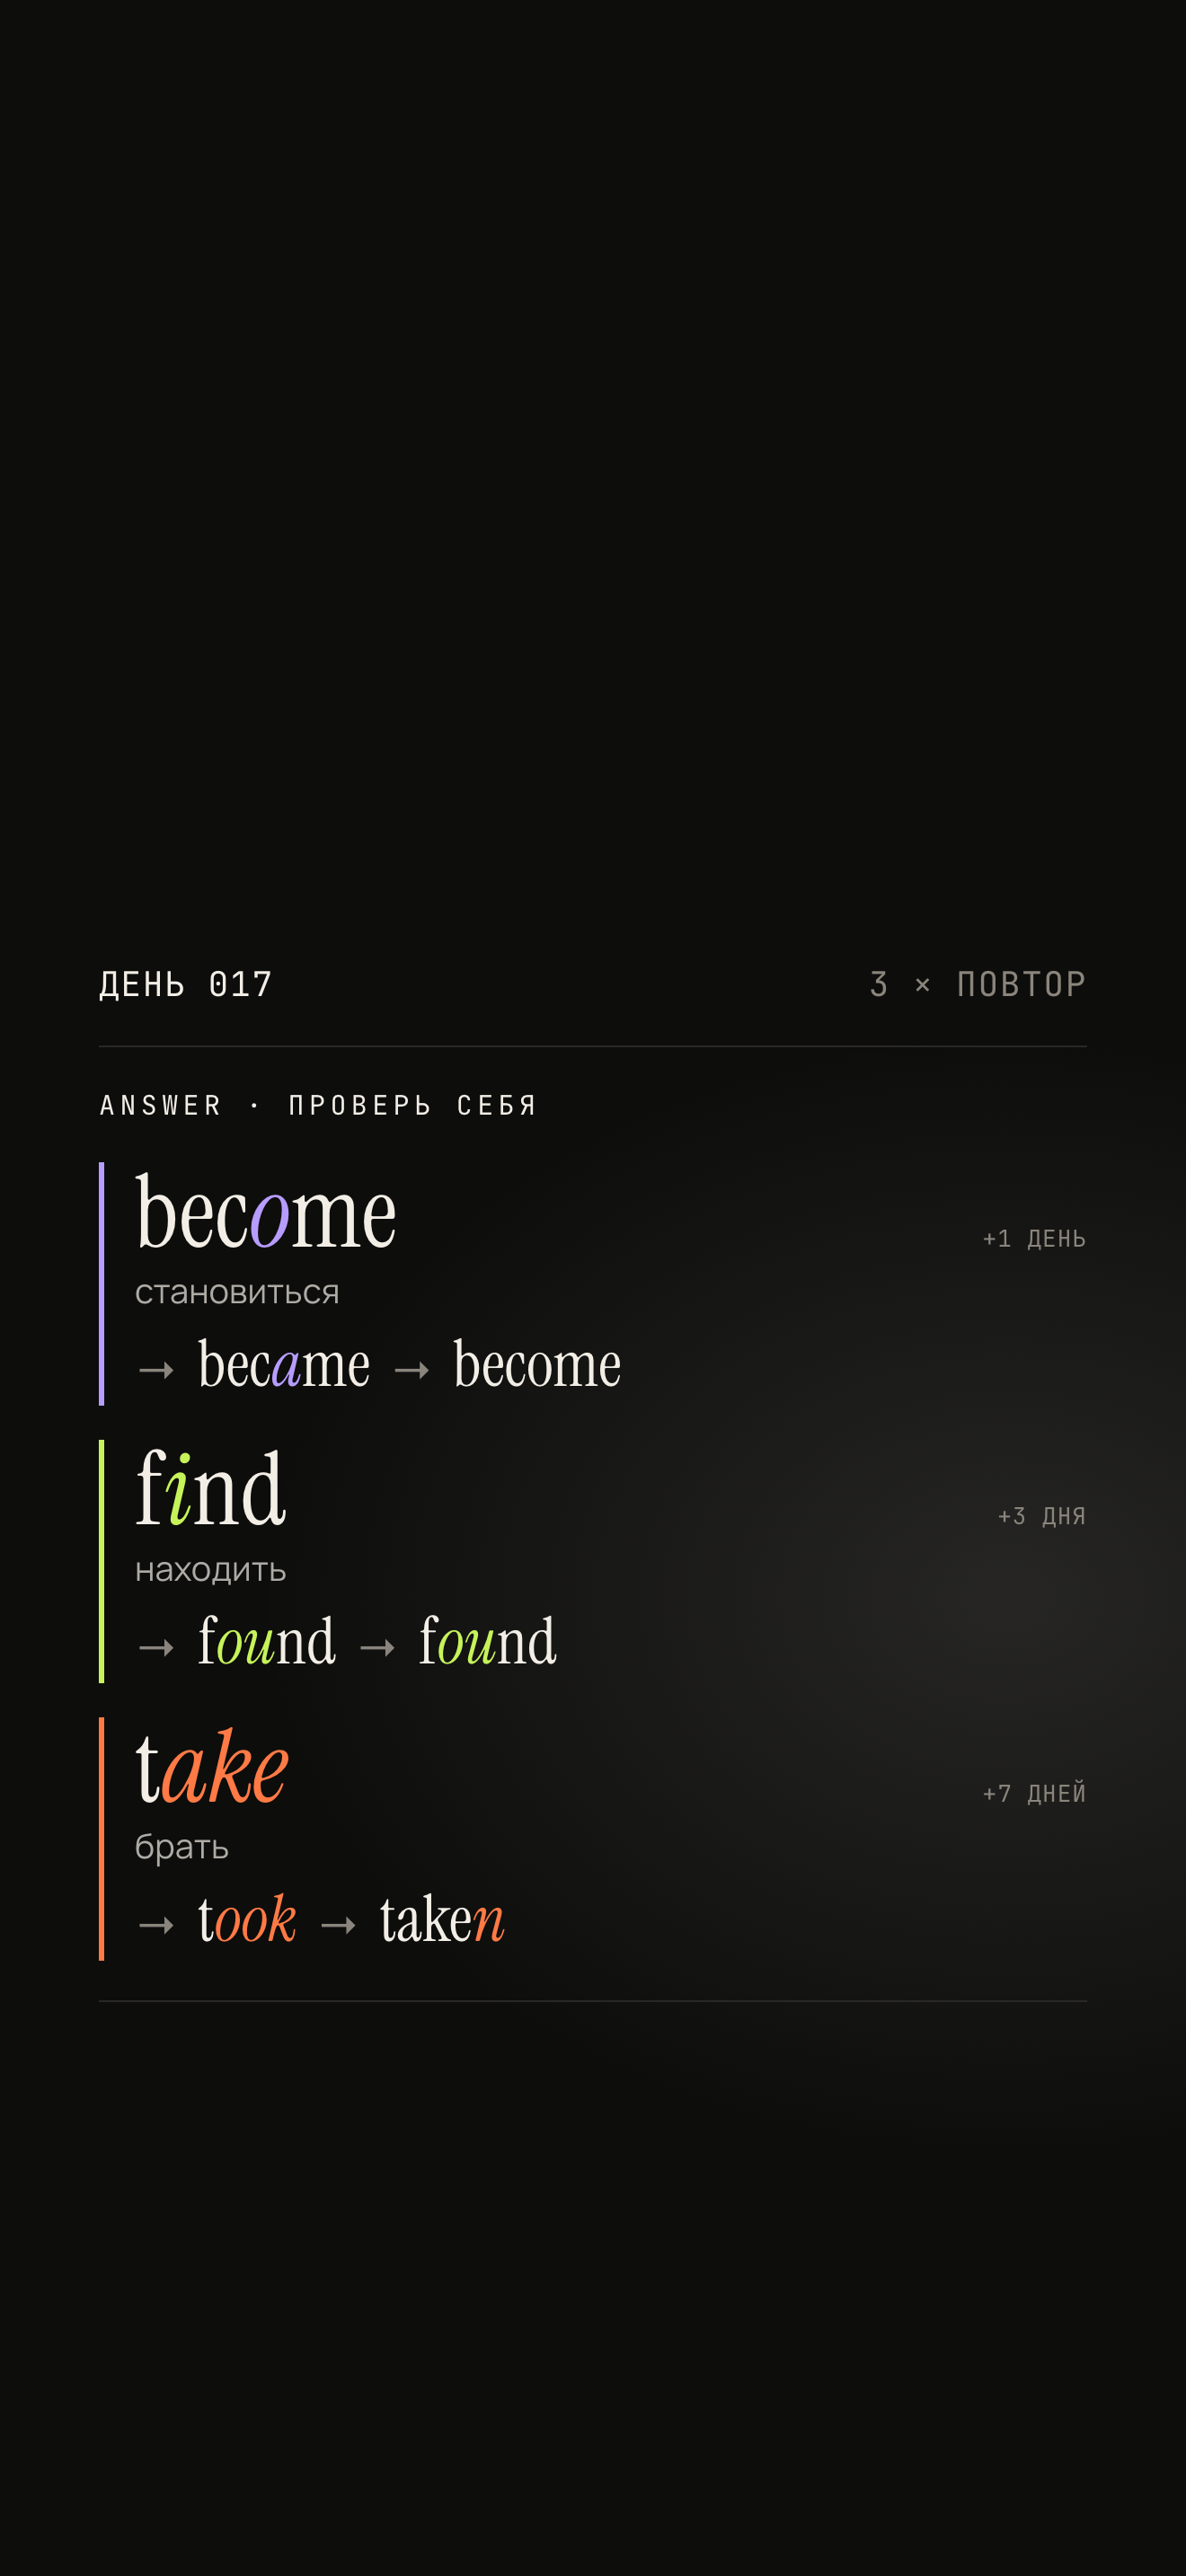 ДЕНЬ 017 3 × ПОВТОР
ANSWER · ПРОВЕРЬ СЕБЯ
become
+1 ДЕНЬ
становиться
→ became → become
find
+3 ДНЯ
находить
→ found → found
take
+7 ДНЕЙ
брать
→ took → taken